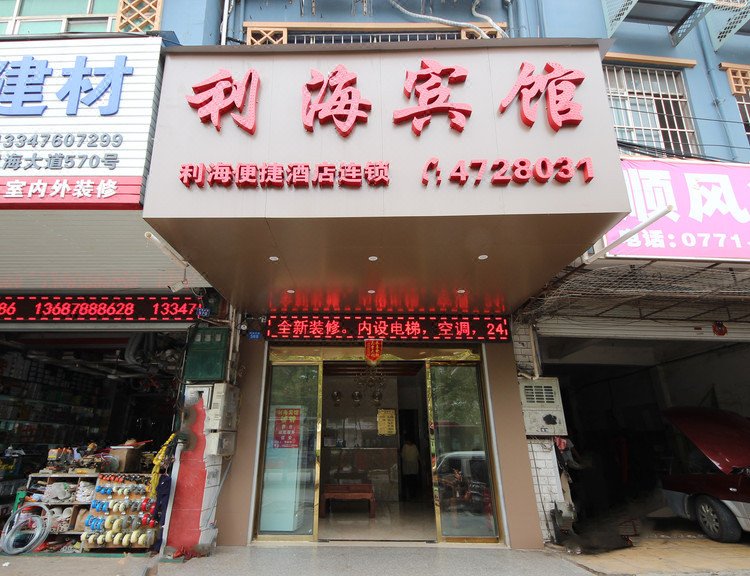 利海宾馆
利海便捷酒店连锁 4728031
全新装修。内设电梯，空调，24
建材
13347607299
海大道570号
室内外装修
86 13687888628 13347
顺风
电话:0771